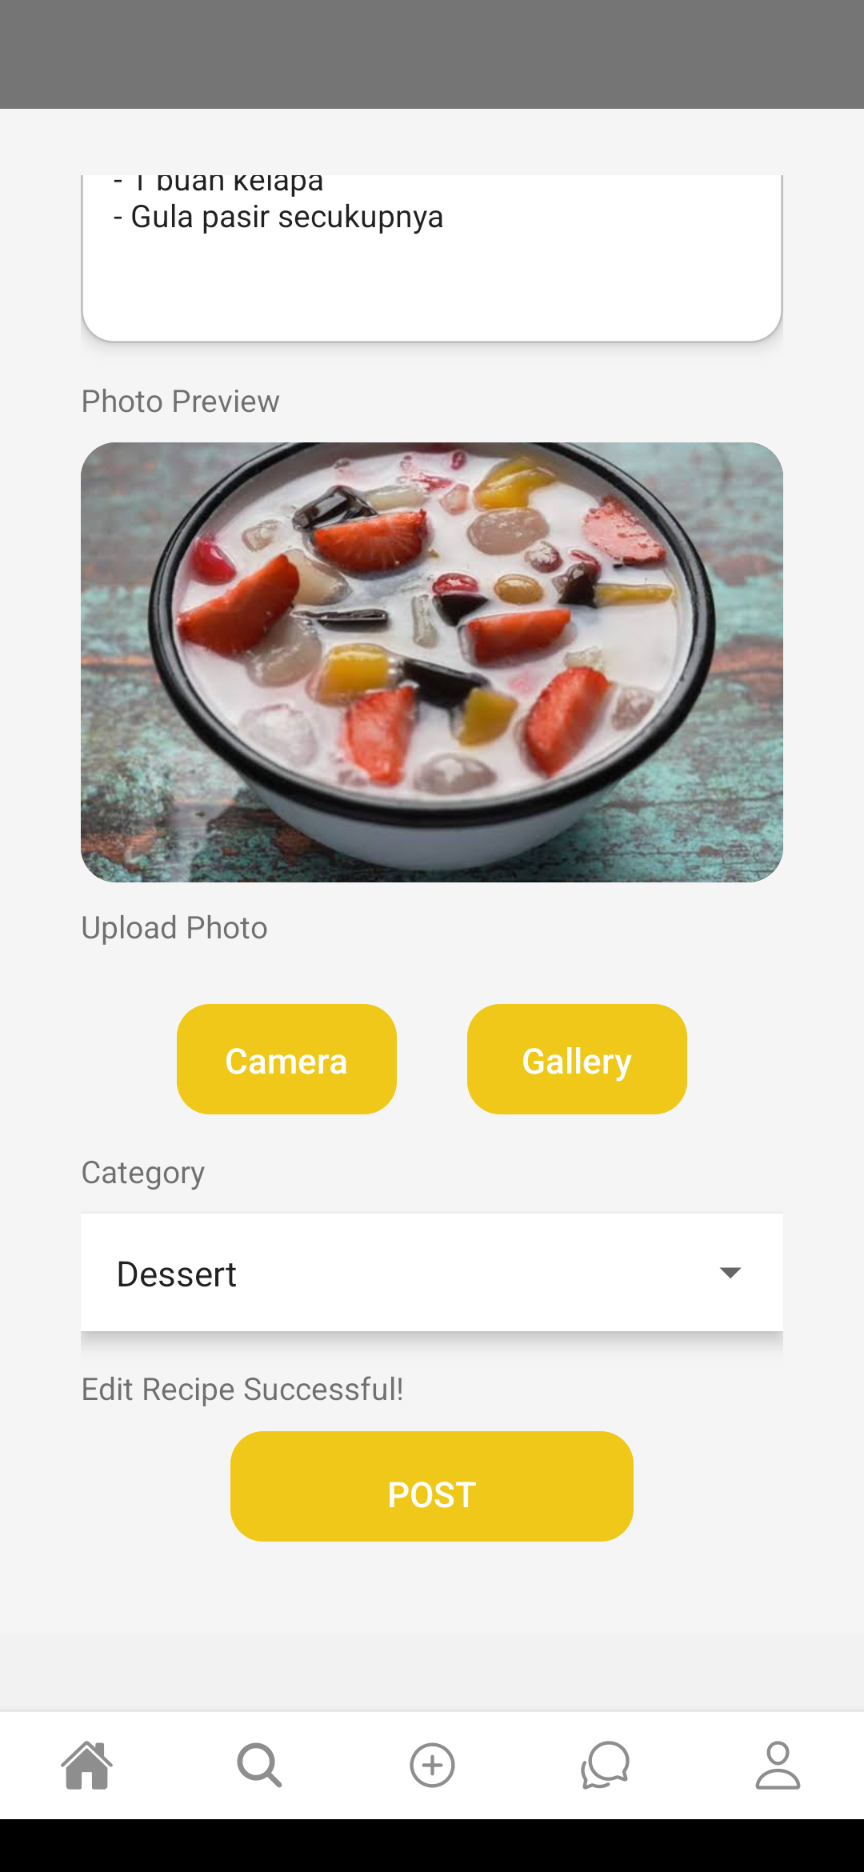 - 1 buah kelapa
- Gula pasir secukupnya
Photo Preview
Upload Photo
Camera
Gallery
Category
Dessert
Edit Recipe Successful!
POST